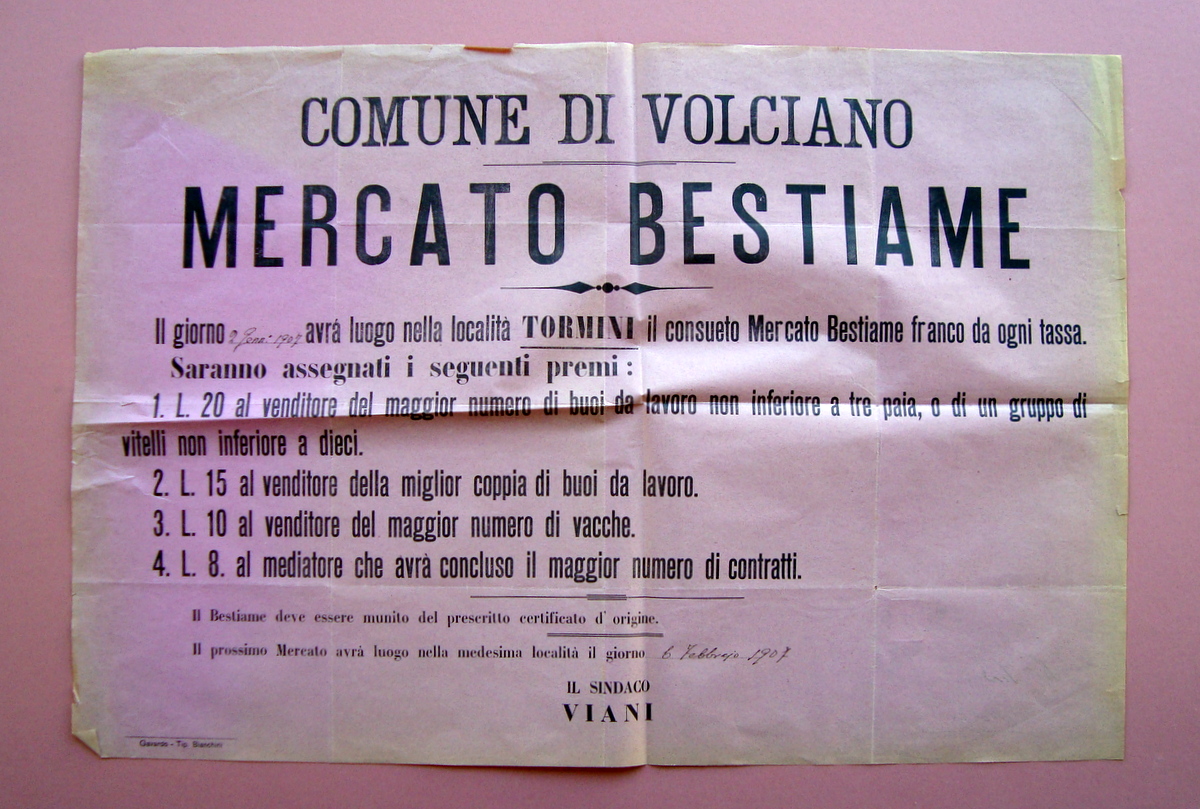 COMUNE DI VOLCIANO
MERCATO BESTIAME
Il giorno 2 Genn: 1907 avrá luogo nella località TORMINI il consueto Mercato Bestiame franco da ogni tassa.
Saranno assegnati i seguenti premi:
1. L. 20 al venditore del maggior numero di buoi da lavoro non inferiore a tre paia, o di un gruppo di
vitelli non inferiore a dieci.
2. L. 15 al venditore della miglior coppia di buoi da lavoro.
3. L. 10 al venditore del maggior numero di vacche.
4. L. 8. al mediatore che avrà concluso il maggior numero di contratti.
Il Bestiame deve essere munito del prescritto certificato d' origine.
Il prossimo Mercato avrá luogo nella medesima località il giorno 6 Febbrajo 1907
IL SINDACO
VIANI
Gavardo - Tip. Bianchini